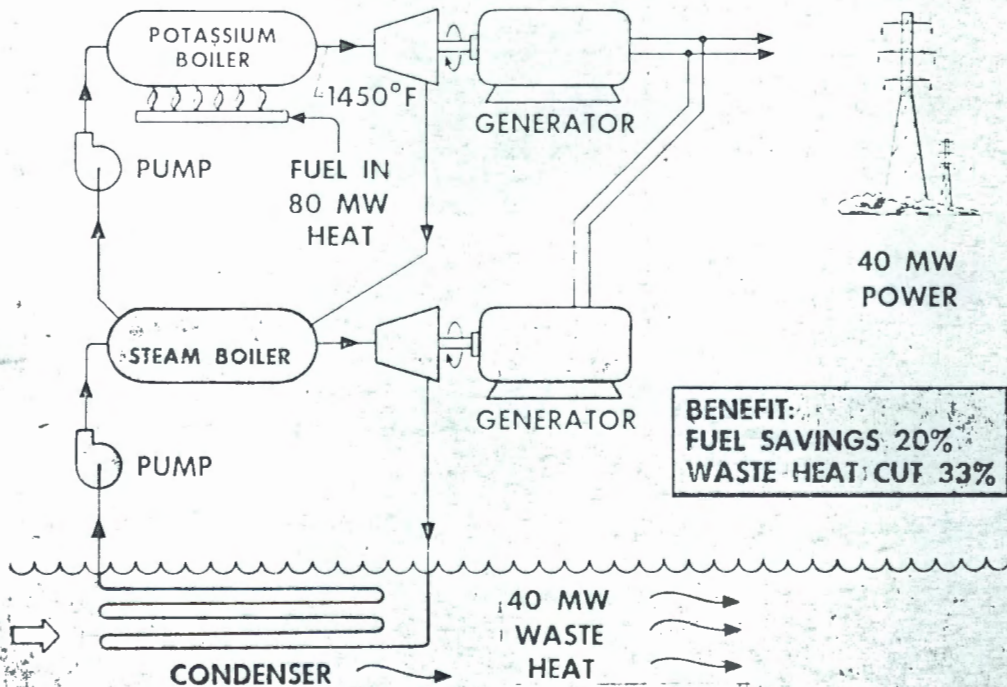 POTASSIUM
BOILER
1450°F
GENERATOR
PUMP
FUEL IN
80 MW
HEAT
40 MW
POWER
STEAM BOILER
GENERATOR
BENEFIT:
FUEL SAVINGS 20%
WASTE HEAT CUT 33%
PUMP
40 MW
WASTE
HEAT
CONDENSER